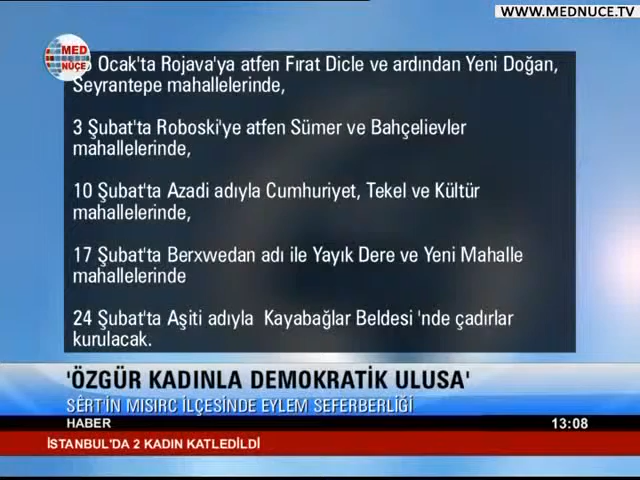 WWW.MEDNUCE.TV
MED
NUÇE
Ocak'ta Rojava'ya atfen Fırat Dicle ve ardından Yeni Doğan,
Seyrantepe mahallelerinde,
3 Şubat'ta Roboski'ye atfen Sümer ve Bahçelievler
mahallelerinde,
10 Şubat'ta Azadi adıyla Cumhuriyet, Tekel ve Kültür
mahallelerinde,
17 Şubat'ta Berxwedan adı ile Yayık Dere ve Yeni Mahalle
mahallelerinde
24 Şubat'ta Aşiti adıyla Kayabağlar Beldesi 'nde çadırlar
kurulacak.
'ÖZGÜR KADINLA DEMOKRATİK ULUSA'
SÊRT'İN MISIRC İLÇESİNDE EYLEM SEFERBERLİĞİ
HABER 13:08
İSTANBUL'DA 2 KADIN KATLEDİLDİ